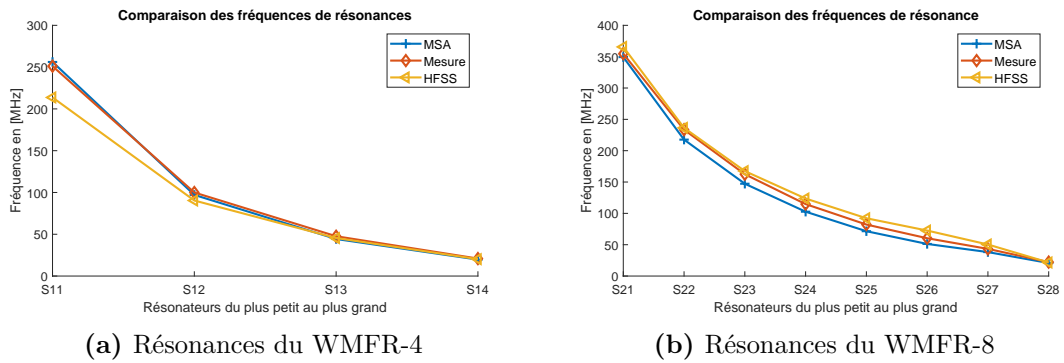 Comparaison des fréquences de résonances
300
250
200
150
100
50
0
Fréquence en [MHz]
MSA
Mesure
HFSS
S11 S12 S13 S14
Résonateurs du plus petit au plus grand
(a) Résonances du WMFR-4
Comparaison des fréquences de résonance
400
350
300
250
200
150
100
50
0
Fréquence en [MHz]
MSA
Mesure
HFSS
S21 S22 S23 S24 S25 S26 S27 S28
Résonateurs du plus petit au plus grand
(b) Résonances du WMFR-8